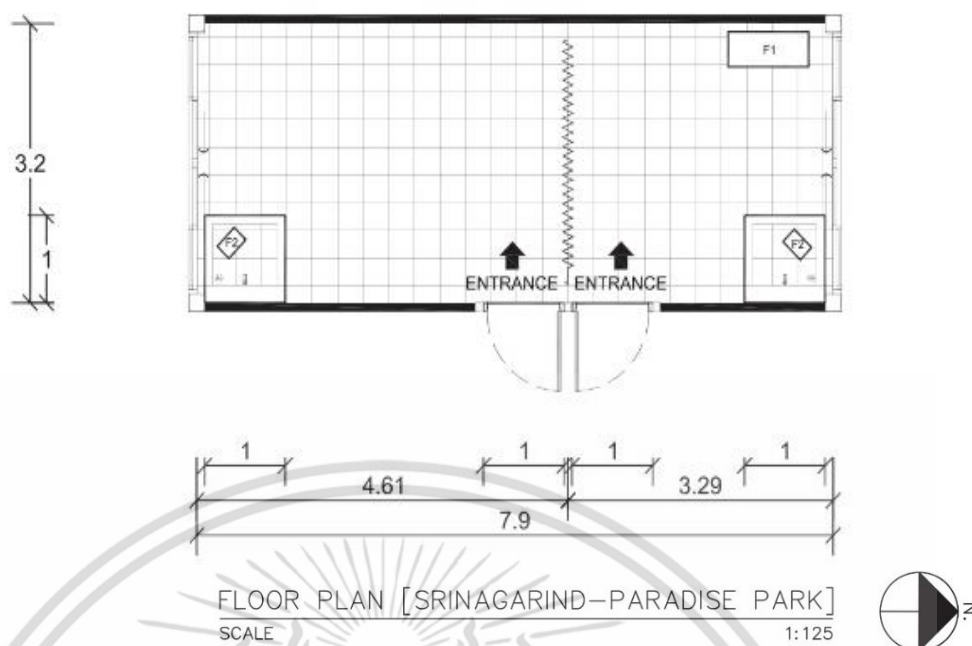 F1
3.2
F2
F2
1
ENTRANCE ENTRANCE
1 1 1 1
4.61 3.29
7.9
FLOOR PLAN [SRINAGARIND-PARADISE PARK]
SCALE 1:125
N.